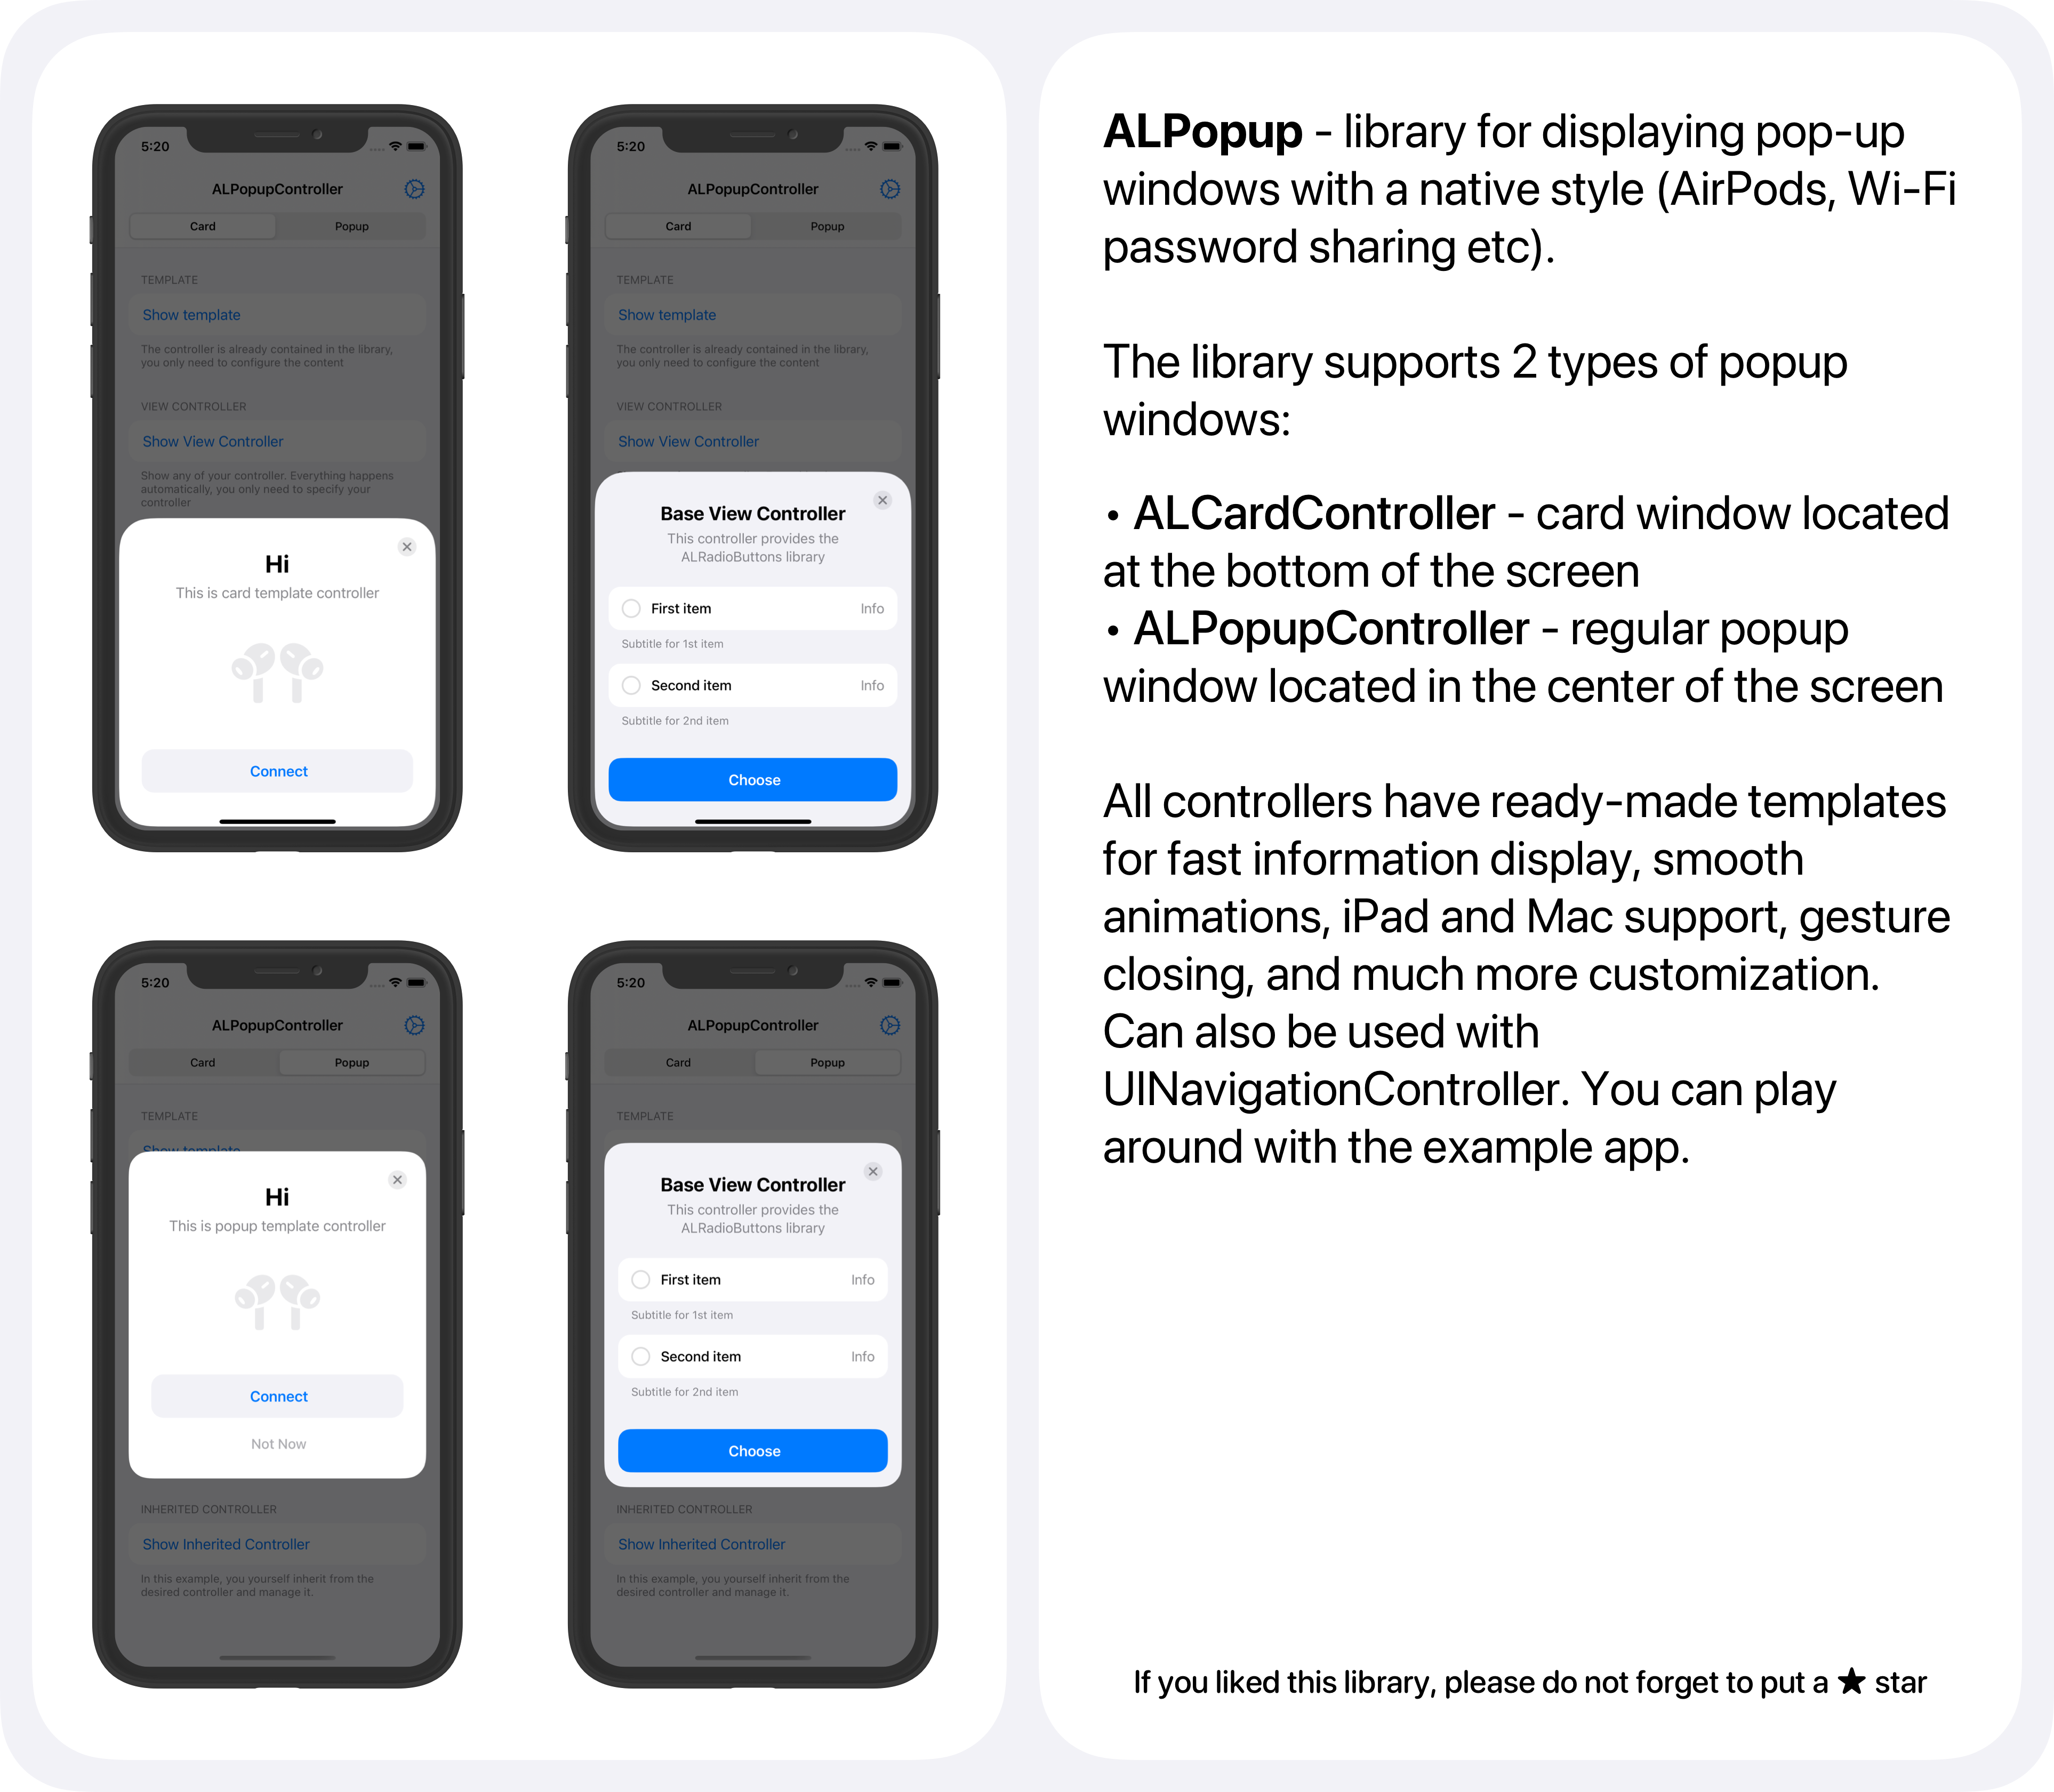 5:20
ALPopupController
Card
Popup
TEMPLATE
Show template
The controller is already contained in the library,
you only need to configure the content
VIEW CONTROLLER
Show View Controller
Show any of your controller. Everything happens
automatically, you only need to specify your
controller
Hi
This is card template controller
Connect
5:20
ALPopupController
Card
Popup
TEMPLATE
Show template
The controller is already contained in the library,
you only need to configure the content
VIEW CONTROLLER
Show View Controller
Base View Controller
This controller provides the
ALRadioButtons library
First item
Info
Subtitle for 1st item
Second item
Info
Subtitle for 2nd item
Choose
5:20
ALPopupController
Card
Popup
TEMPLATE
Show template
Hi
This is popup template controller
Connect
Not Now
INHERITED CONTROLLER
Show Inherited Controller
In this example, you yourself inherit from the
desired controller and manage it.
5:20
ALPopupController
Card
Popup
TEMPLATE
Base View Controller
This controller provides the
ALRadioButtons library
First item
Info
Subtitle for 1st item
Second item
Info
Subtitle for 2nd item
Choose
INHERITED CONTROLLER
Show Inherited Controller
In this example, you yourself inherit from the
desired controller and manage it.
ALPopup - library for displaying pop-up
windows with a native style (AirPods, Wi-Fi
password sharing etc).
The library supports 2 types of popup
windows:
• ALCardController - card window located
at the bottom of the screen
• ALPopupController - regular popup
window located in the center of the screen
All controllers have ready-made templates
for fast information display, smooth
animations, iPad and Mac support, gesture
closing, and much more customization.
Can also be used with
UINavigationController. You can play
around with the example app.
If you liked this library, please do not forget to put a ★ star